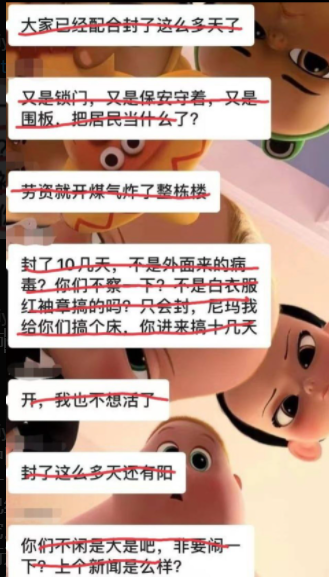 大家已经配合封了这么多天了
又是锁门，又是保安守着，又是
围板，把居民当什么了？
劳资就开煤气炸了整栋楼
封了10几天，不是外面来的病
毒？你们不察一下？不是白衣服
红袖章搞的吗？只会封，尼玛我
给你们搞个床，你进来搞十几天
开，我也不想活了
封了这么多天还有阳
你们不闲是大是吧，非要闹一
下？上个新闻是么样？